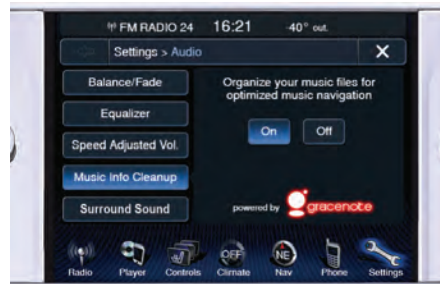 FM RADIO 24 16:21 -40° out.
Settings > Audio X
Balance/Fade
Equalizer
Speed Adjusted Vol.
Music Info Cleanup
Surround Sound
Organize your music files for
optimized music navigation
On Off
powered by gracenote
OFF NE
Radio Player Controls Climate Nav Phone Settings